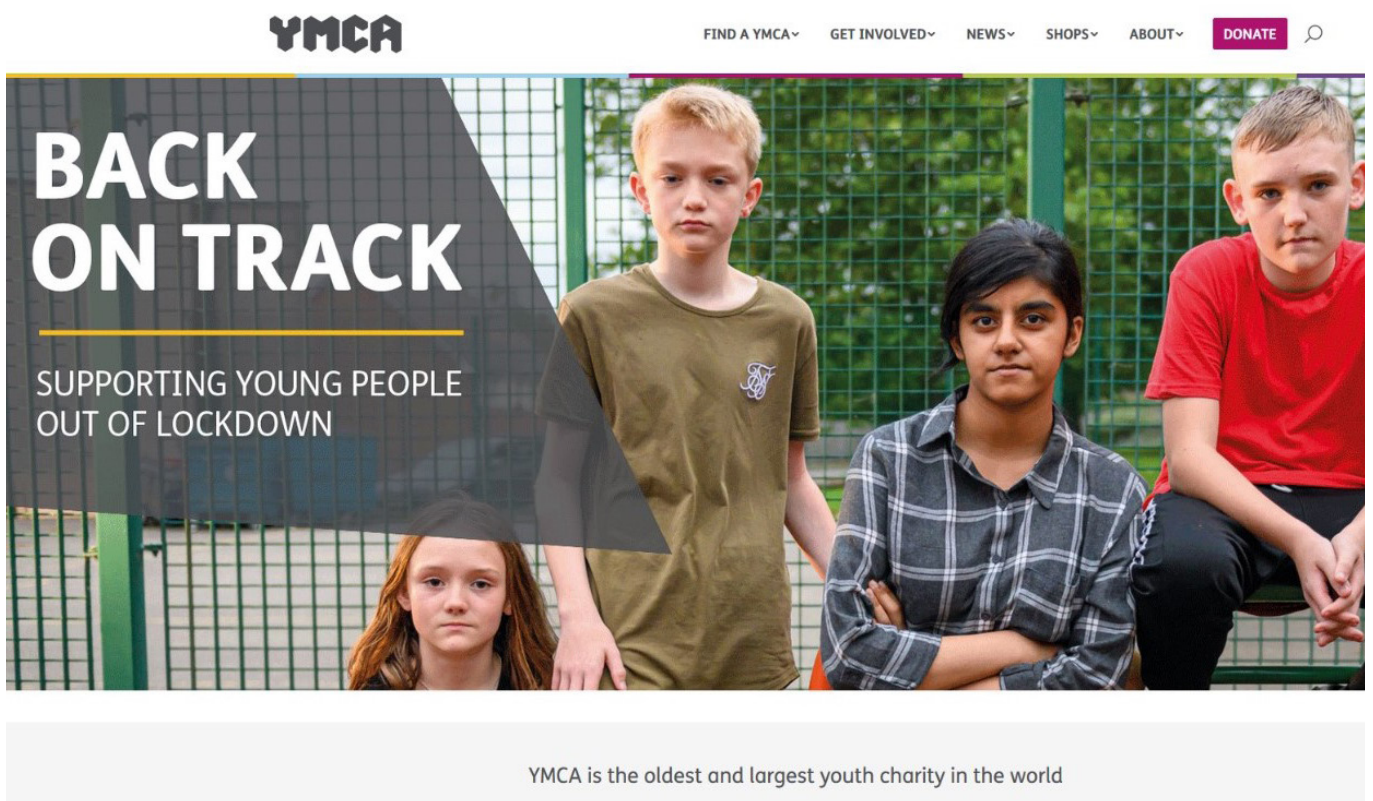 YMCA
FIND A YMCA
GET INVOLVED
NEWS
SHOPS
ABOUT
DONATE
BACK
ON TRACK
SUPPORTING YOUNG PEOPLE
OUT OF LOCKDOWN
YMCA is the oldest and largest youth charity in the world